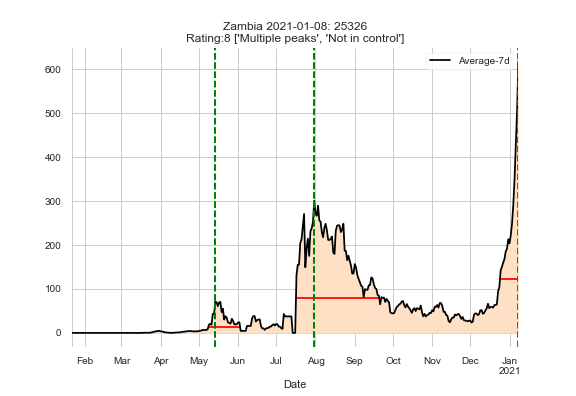 Zambia 2021-01-08: 25326
Rating:8 ['Multiple peaks', 'Not in control']
Average-7d
600
500
400
300
200
100
0
Feb Mar Apr May Jun Jul Aug Sep Oct Nov Dec Jan
2021
Date